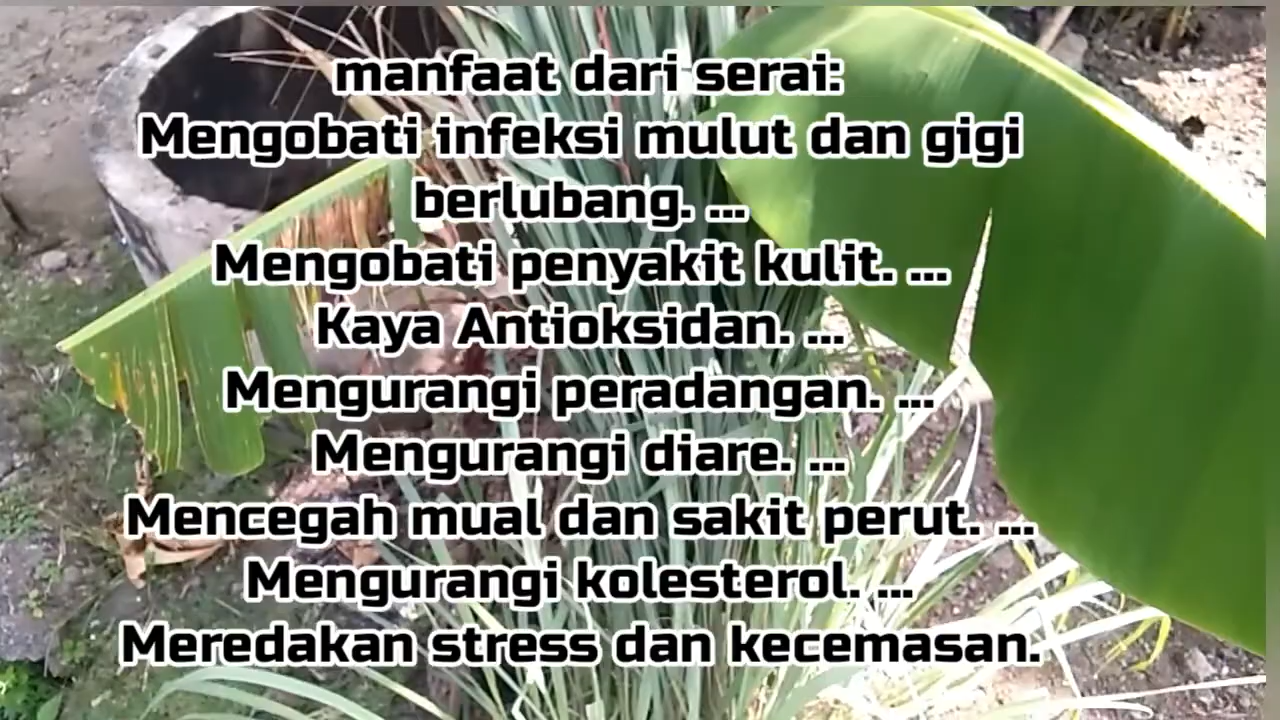 manfaat dari serai:
Mengobati infeksi mulut dan gigi
berlubang. ...
Mengobati penyakit kulit. ...
Kaya Antioksidan. ...
Mengurangi peradangan. ...
Mengurangi diare. ...
Mencegah mual dan sakit perut. ...
Mengurangi kolesterol. ...
Meredakan stress dan kecemasan.